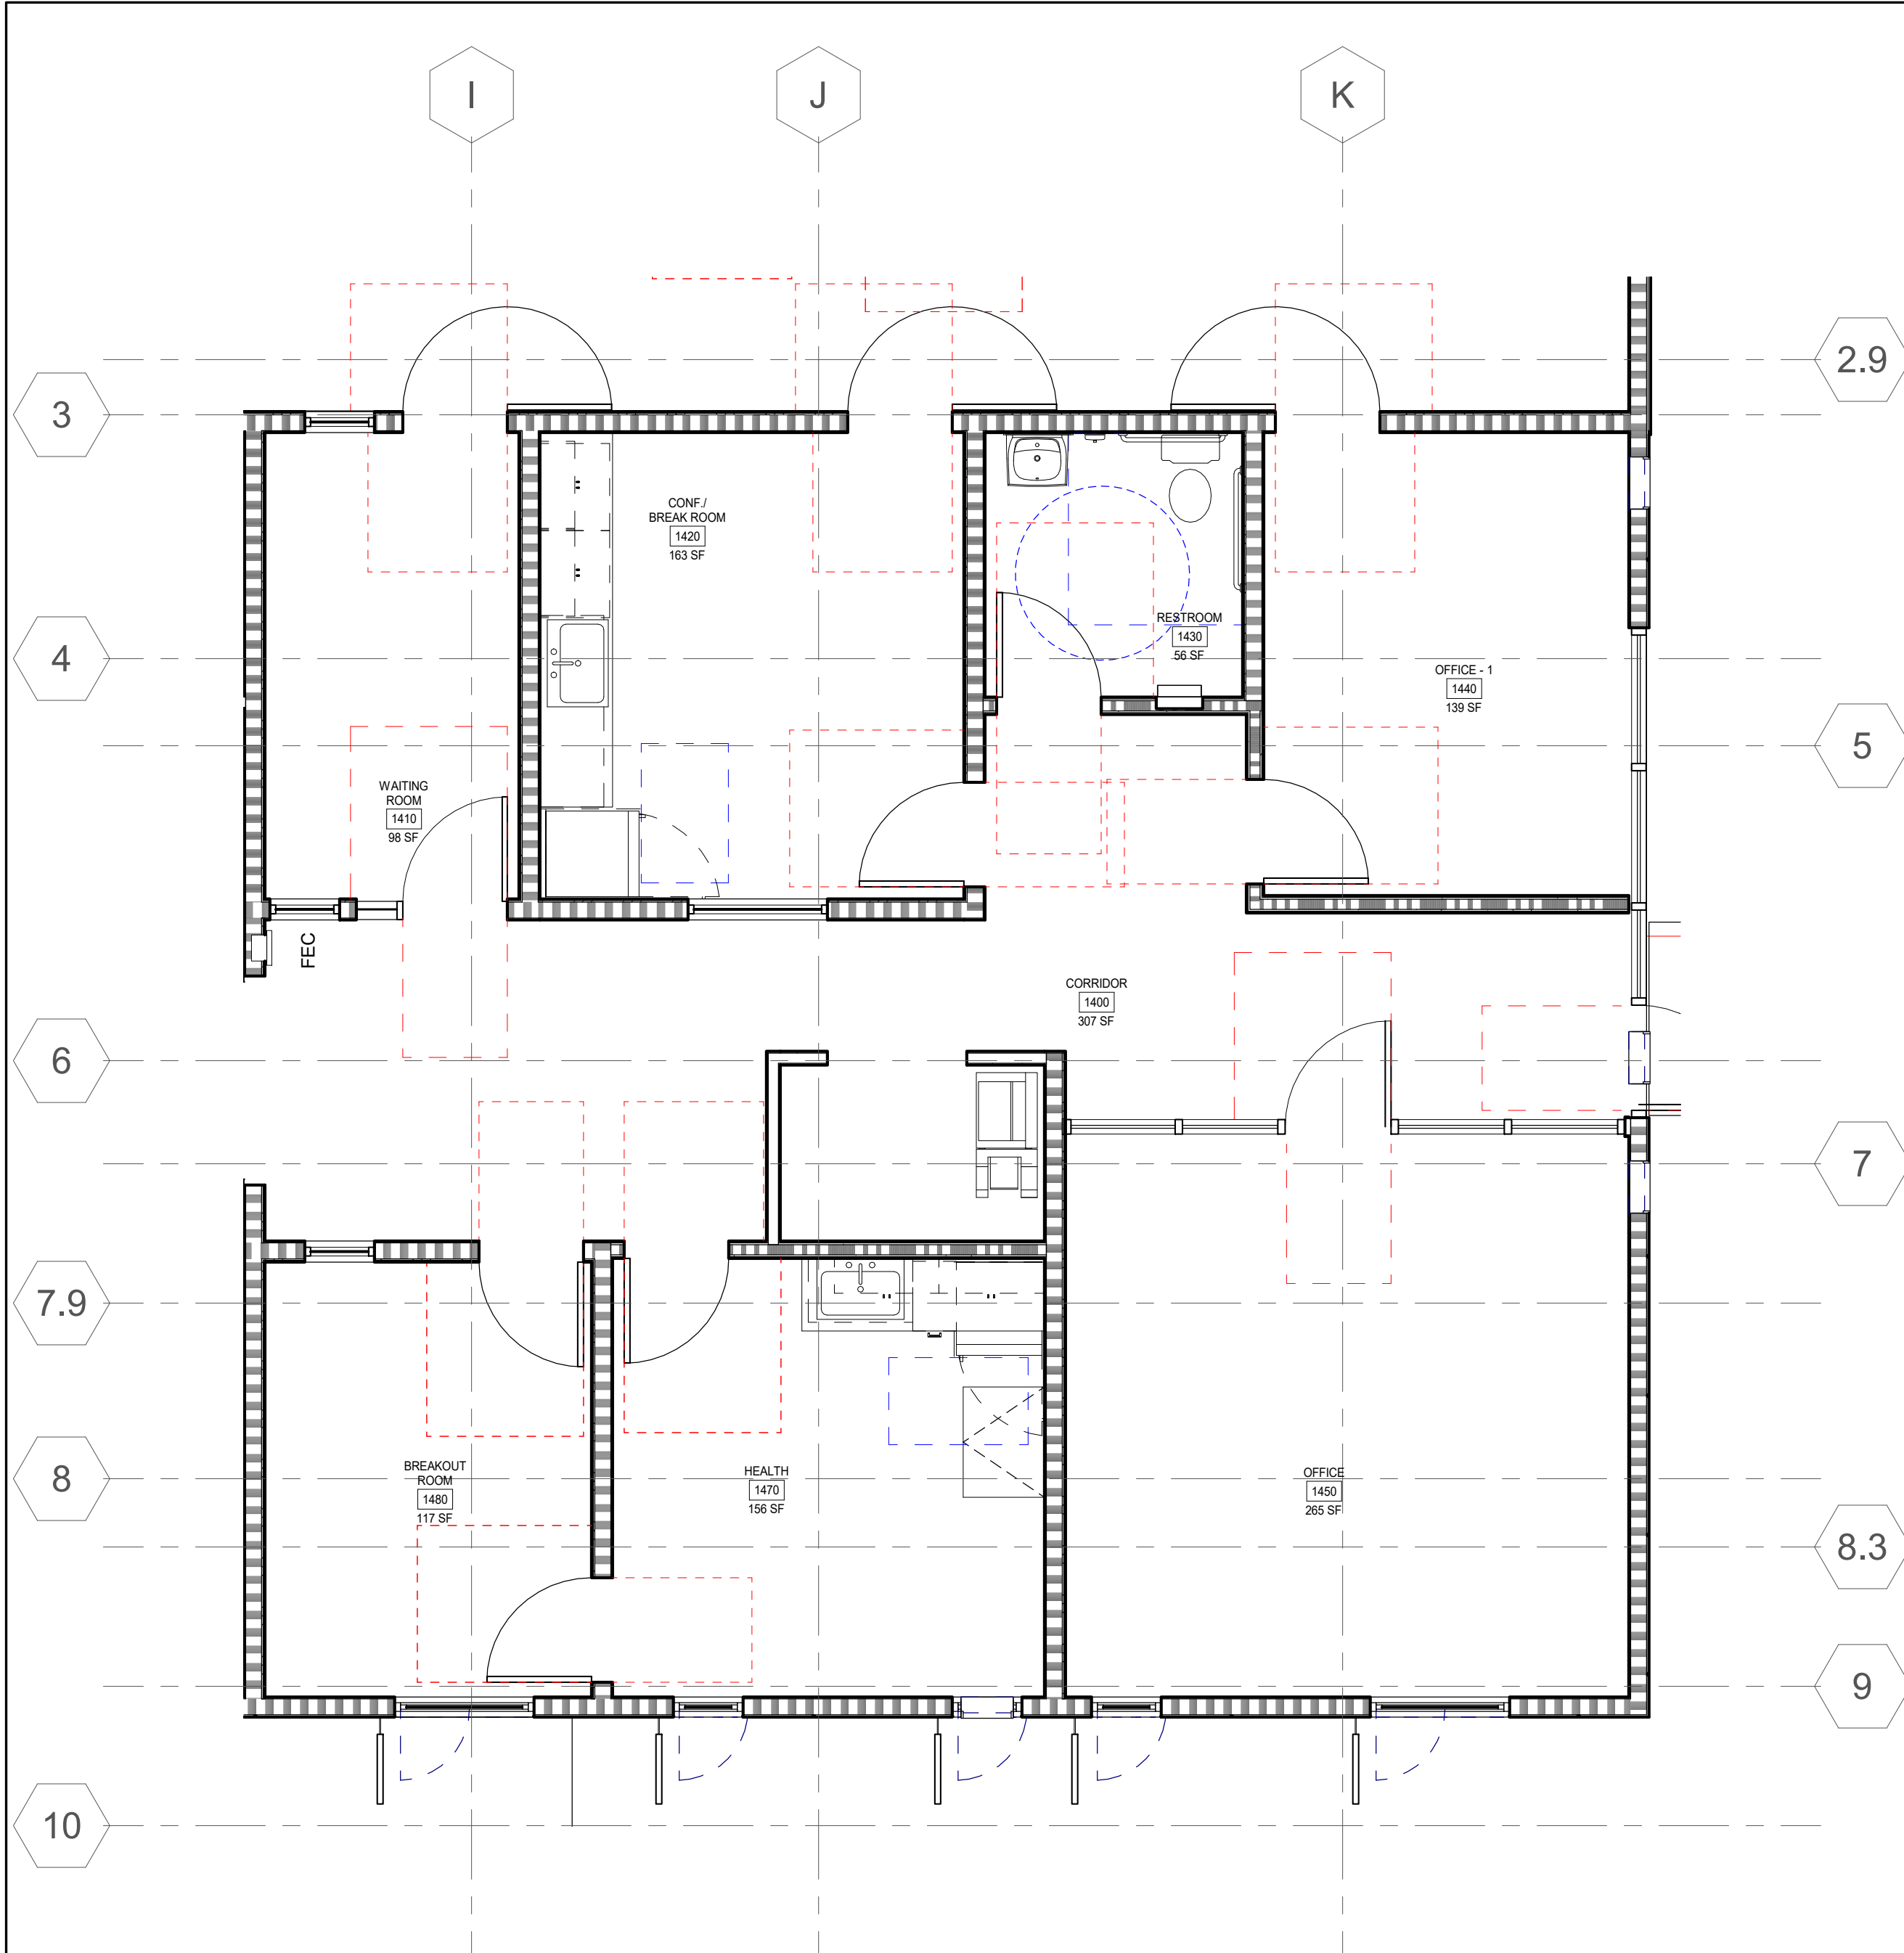 I
J
K
2.9
3
CONF./
BREAK ROOM
1420
163 SF
RESTROOM
1430
56 SF
4
OFFICE - 1
1440
139 SF
5
WAITING
ROOM
1410
98 SF
FEC
CORRIDOR
1400
307 SF
6
7
7.9
BREAKOUT
ROOM
1480
117 SF
HEALTH
1470
156 SF
OFFICE
1450
265 SF
8
8.3
9
10